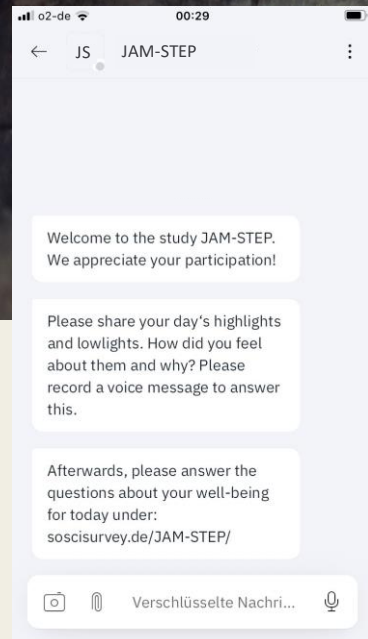 o2-de 00:29
JS JAM-STEP
Welcome to the study JAM-STEP.
We appreciate your participation!
Please share your day‘s highlights
and lowlights. How did you feel
about them and why? Please
record a voice message to answer
this.
Afterwards, please answer the
questions about your well-being
for today under:
soscisurvey.de/JAM-STEP/
Verschlüsselte Nachri...